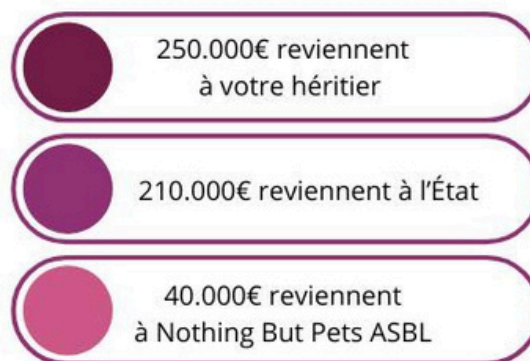 250.000€ reviennent
à votre héritier
210.000€ reviennent à l'État
40.000€ reviennent
à Nothing But Pets ASBL